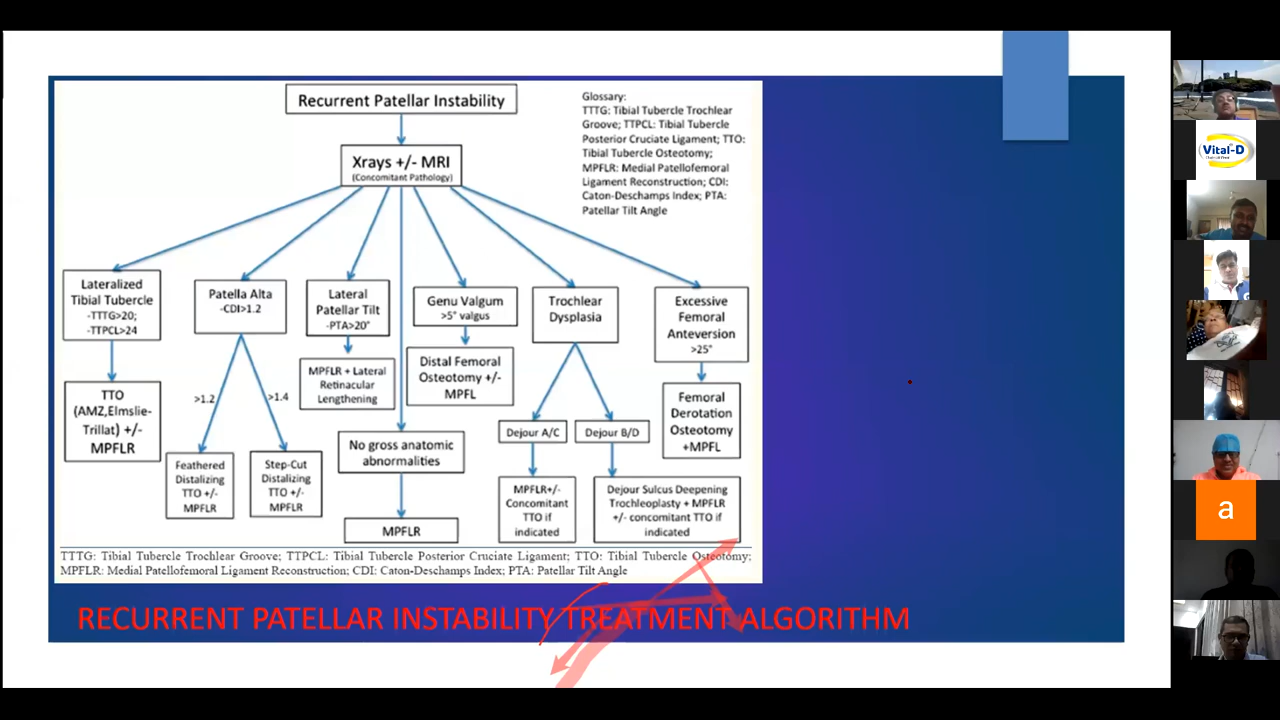 Recurrent Patellar Instability
Glossary:
TTTG: Tibial Tubercle Trochlear
Groove; TTPCL: Tibial Tubercle
Posterior Cruciate Ligament; TTO:
Tibial Tubercle Osteotomy;
MPFLR: Medial Patellofemoral
Ligament Reconstruction; CDI:
Caton-Deschamps Index; PTA:
Patellar Tilt Angle
Xrays +/- MRI
(Concomitant Pathology)
Lateralized
Tibial Tubercle
-TTTG>20;
-TTPCL>24
Patella Alta
-CDI>1.2
Lateral
Patellar Tilt
-PTA>20°
Genu Valgum
>5° valgus
Trochlear
Dysplasia
Excessive
Femoral
Anteversion
>25°
TTO
(AMZ,Elmslie-
Trillat) +/-
MPFLR
>1.2
>1.4
MPFLR + Lateral
Retinacular
Lengthening
Distal Femoral
Osteotomy +/-
MPFL
Femoral
Derotation
Osteotomy
+MPFL
Dejour A/C
Dejour B/D
No gross anatomic
abnormalities
Feathered
Distalizing
TTO +/-
MPFLR
Step-Cut
Distalizing
TTO +/-
MPFLR
MPFLR
MPFLR+/-
Concomitant
TTO if
indicated
Dejour Sulcus Deepening
Trochleoplasty + MPFLR
+/- concomitant TTO if
indicated
TTTG: Tibial Tubercle Trochlear Groove; TTPCL: Tibial Tubercle Posterior Cruciate Ligament; TTO: Tibial Tubercle Osteotomy;
MPFLR: Medial Patellofemoral Ligament Reconstruction; CDI: Caton-Deschamps Index; PTA: Patellar Tilt Angle
RECURRENT PATELLAR INSTABILITY TREATMENT ALGORITHM
Vital-D
a